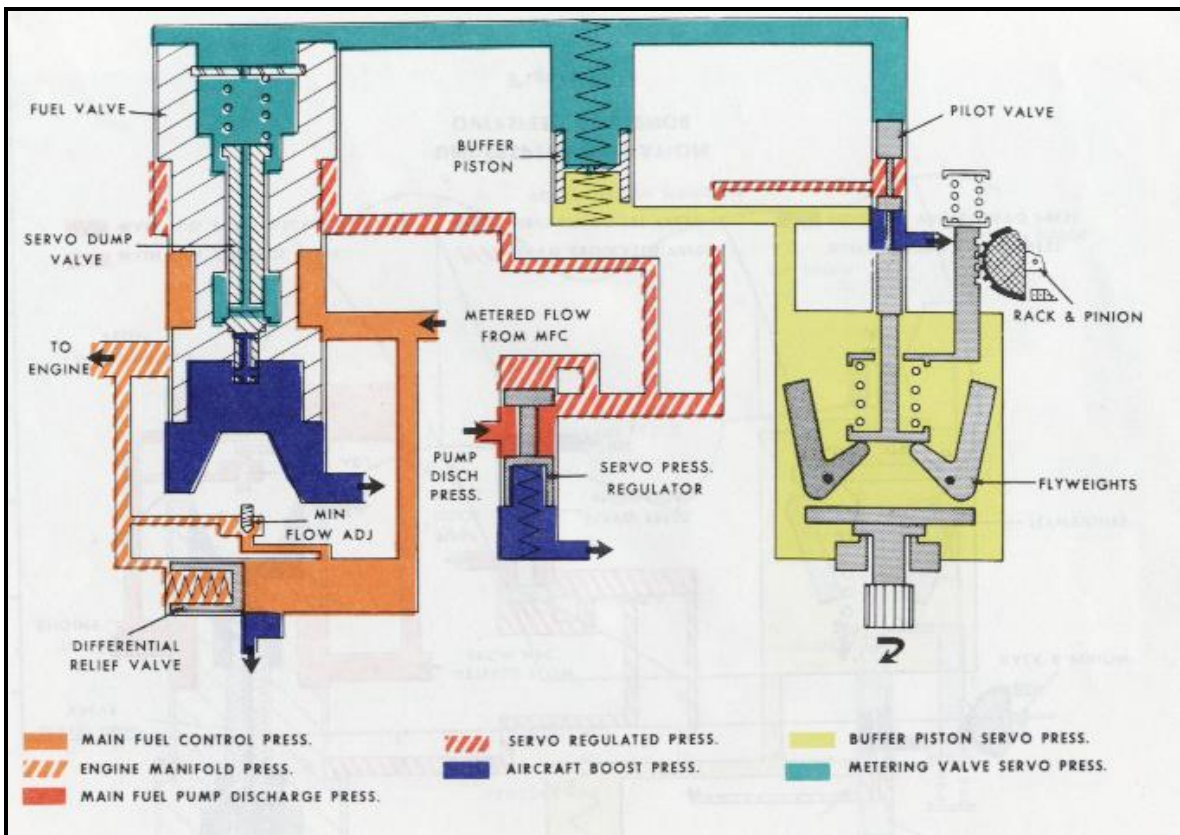 FUEL VALVE
PILOT VALVE
BUFFER
PISTON
SERVO DUMP
VALVE
RACK & PINION
METERED FLOW
FROM MFC
TO
ENGINE
PUMP
DISCH
PRESS.
SERVO PRESS.
REGULATOR
FLYWEIGHTS
MIN
FLOW ADJ
DIFFERENTIAL
RELIEF VALVE
MAIN FUEL CONTROL PRESS.
ENGINE MANIFOLD PRESS.
MAIN FUEL PUMP DISCHARGE PRESS.
SERVO REGULATED PRESS.
AIRCRAFT BOOST PRESS.
BUFFER PISTON SERVO PRESS.
METERING VALVE SERVO PRESS.